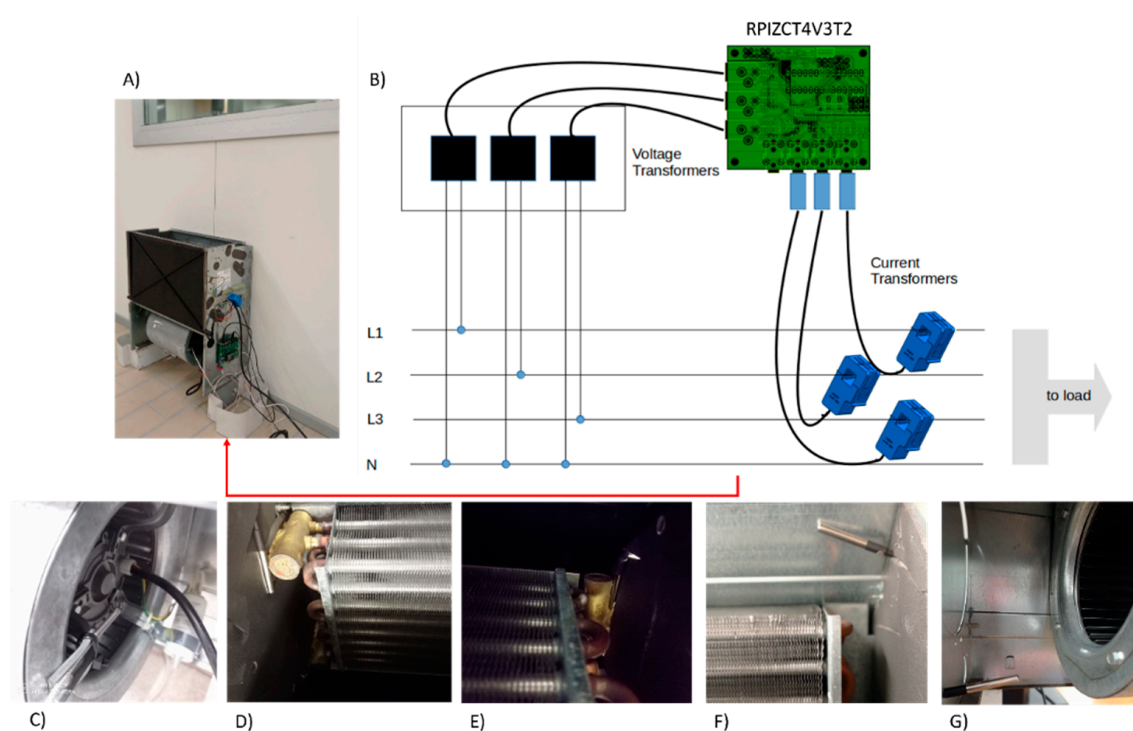 RPIZCT4V3T2
A)
B)
Voltage
Transformers
Current
Transformers
L1
L2
L3
N
to load
C)
D)
E)
F)
G)